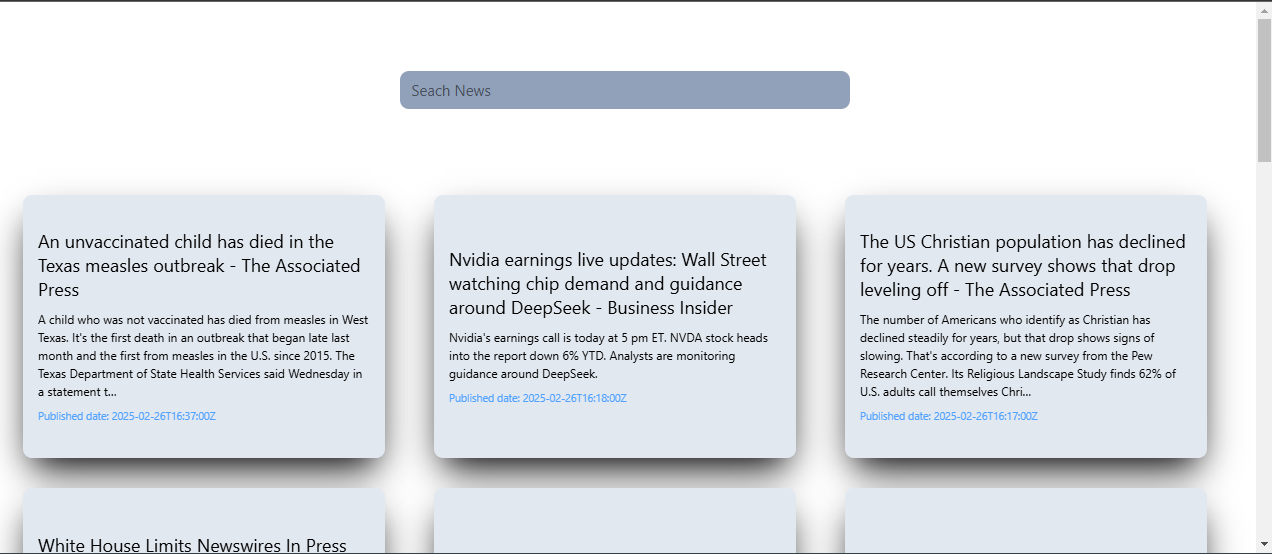 Seach News
An unvaccinated child has died in the
Texas measles outbreak - The Associated
Press
A child who was not vaccinated has died from measles in West
Texas. It's the first death in an outbreak that began late last
month and the first from measles in the U.S. since 2015. The
Texas Department of State Health Services said Wednesday in
a statement t...
Published date: 2025-02-26T16:37:00Z
Nvidia earnings live updates: Wall Street
watching chip demand and guidance
around DeepSeek - Business Insider
Nvidia's earnings call is today at 5 pm ET. NVDA stock heads
into the report down 6% YTD. Analysts are monitoring
guidance around DeepSeek.
Published date: 2025-02-26T16:18:00Z
The US Christian population has declined
for years. A new survey shows that drop
leveling off - The Associated Press
The number of Americans who identify as Christian has
declined steadily for years, but that drop shows signs of
slowing. That's according to a new survey from the Pew
Research Center. Its Religious Landscape Study finds 62% of
U.S. adults call themselves Chri...
Published date: 2025-02-26T16:17:00Z
White House Limits Newswires In Press